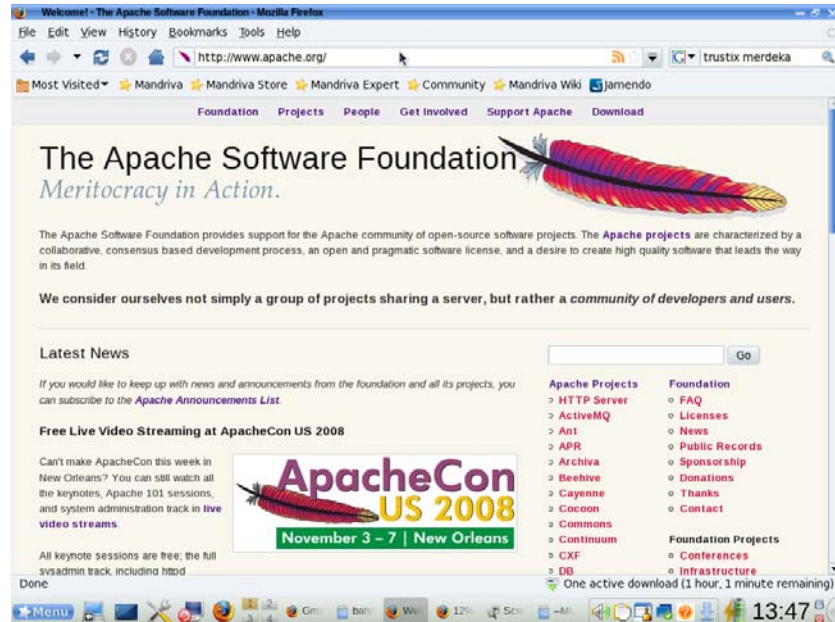 Welcome! - The Apache Software Foundation - Mozilla Firefox
File Edit View History Bookmarks Tools Help
http://www.apache.org/
trustix merdeka
Most Visited Mandriva Mandriva Store Mandriva Expert Community Mandriva Wiki Jamendo
Foundation Projects People Get Involved Support Apache Download
The Apache Software Foundation
Meritocracy in Action.
The Apache Software Foundation provides support for the Apache community of open-source software projects. The Apache projects are characterized by a
collaborative, consensus based development process, an open and pragmatic software license, and a desire to create high quality software that leads the way
in its field.
We consider ourselves not simply a group of projects sharing a server, but rather a community of developers and users.
Latest News
Go
If you would like to keep up with news and announcements from the foundation and all its projects, you
can subscribe to the Apache Announcements List.
Free Live Video Streaming at ApacheCon US 2008
Can't make ApacheCon this week in
New Orleans? You can still watch all
the keynotes, Apache 101 sessions,
and system administration track in live
video streams.
All keynote sessions are free; the full
sysadmin track, including httpd
ApacheCon
US 2008
November 3 – 7 | New Orleans
Apache Projects
HTTP Server
ActiveMQ
Ant
APR
Archiva
Beehive
Cayenne
Cocoon
Commons
Continuum
CXF
DB
Foundation
FAQ
Licenses
News
Public Records
Sponsorship
Donations
Thanks
Contact
Foundation Projects
Conferences
Infrastructure
Done
One active download (1 hour, 1 minute remaining)
Menu
1 2
3 4
13:47